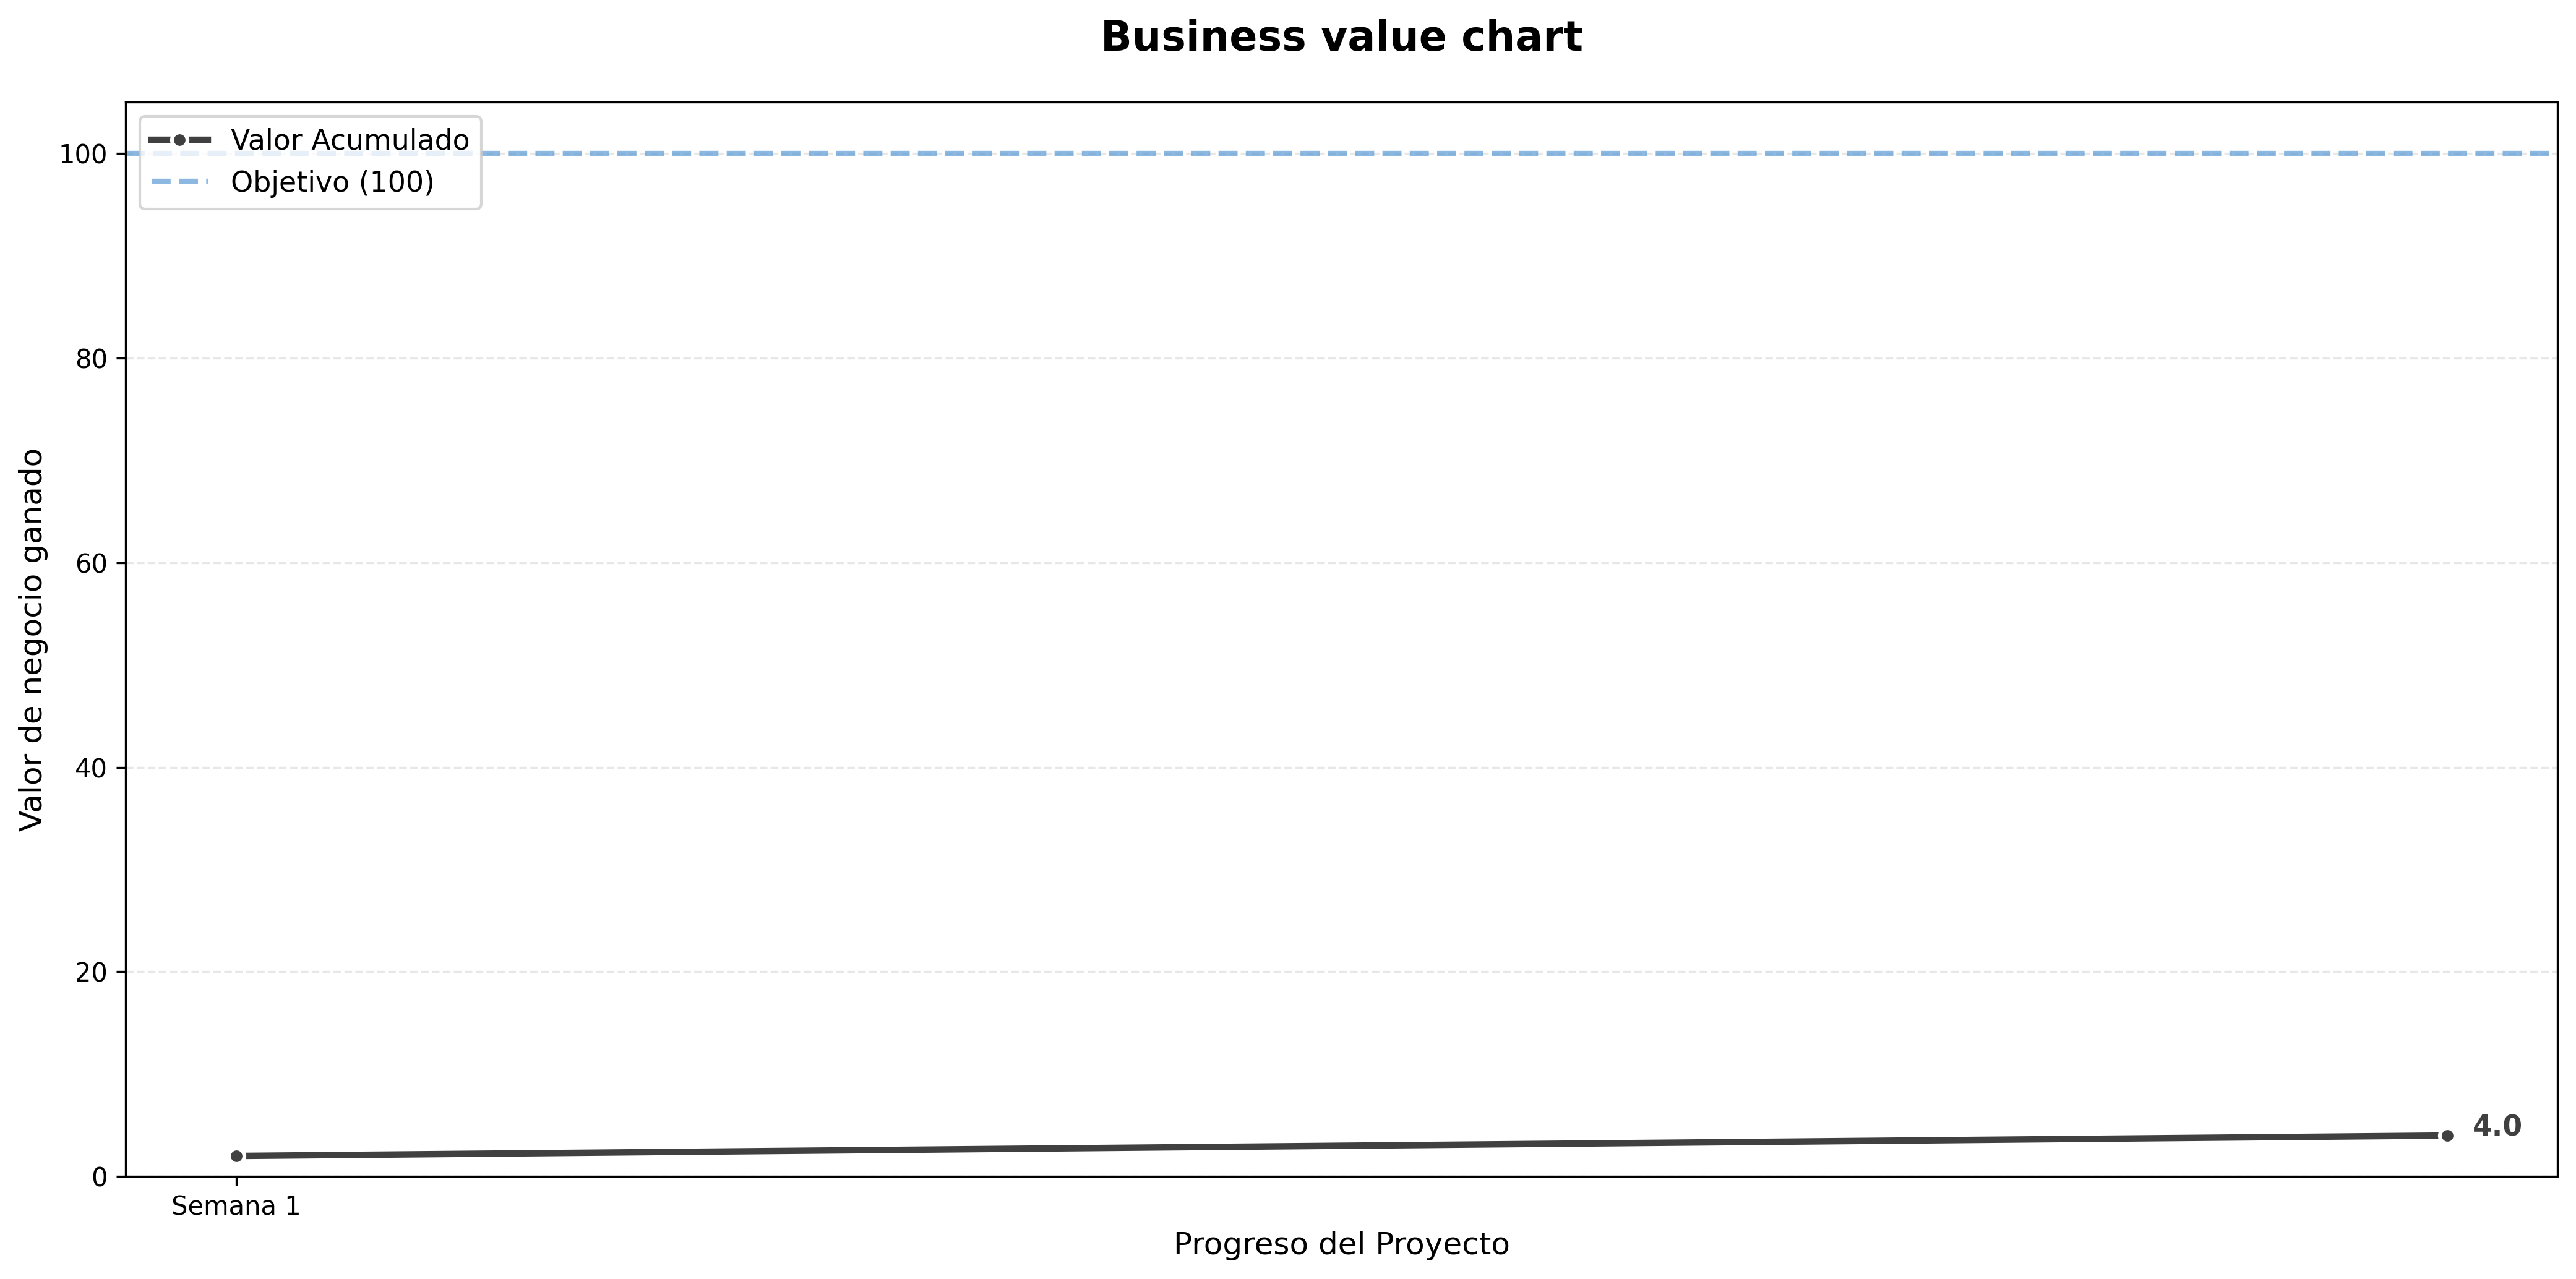 Business value chart
Valor Acumulado
Objetivo (100)
100
80
60
40
20
0
Valor de negocio ganado
4.0
Semana 1
Progreso del Proyecto